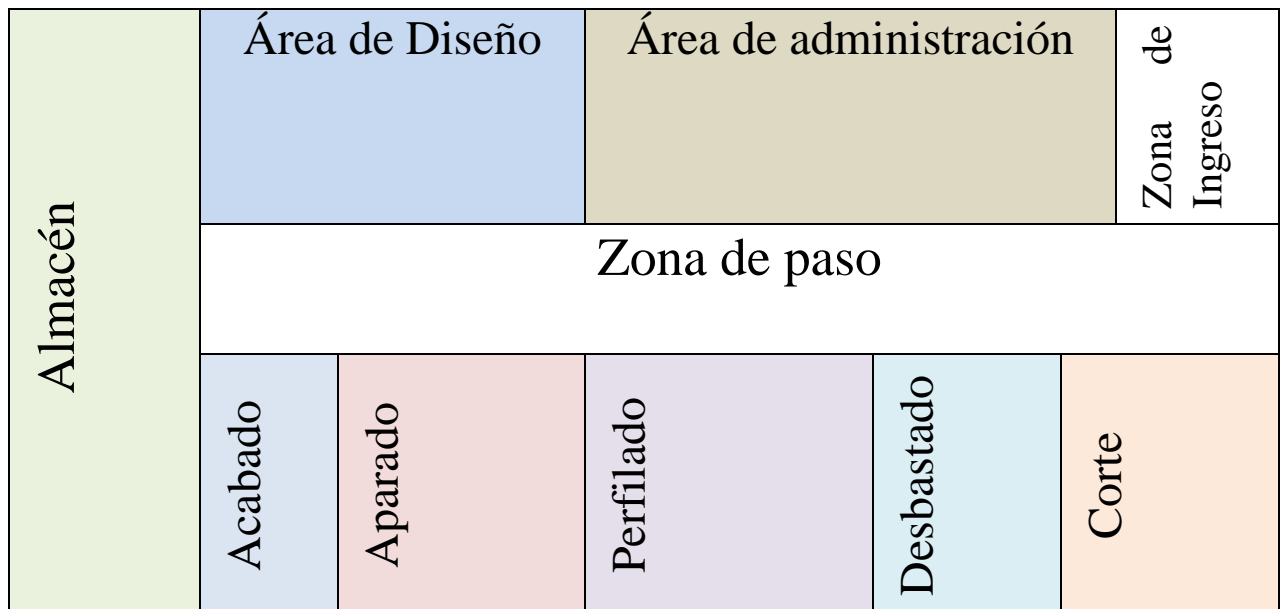 Almacén
Área de Diseño
Área de administración
Zona de
Ingreso
Zona de paso
Acabado
Aparado
Perfilado
Desbastado
Corte